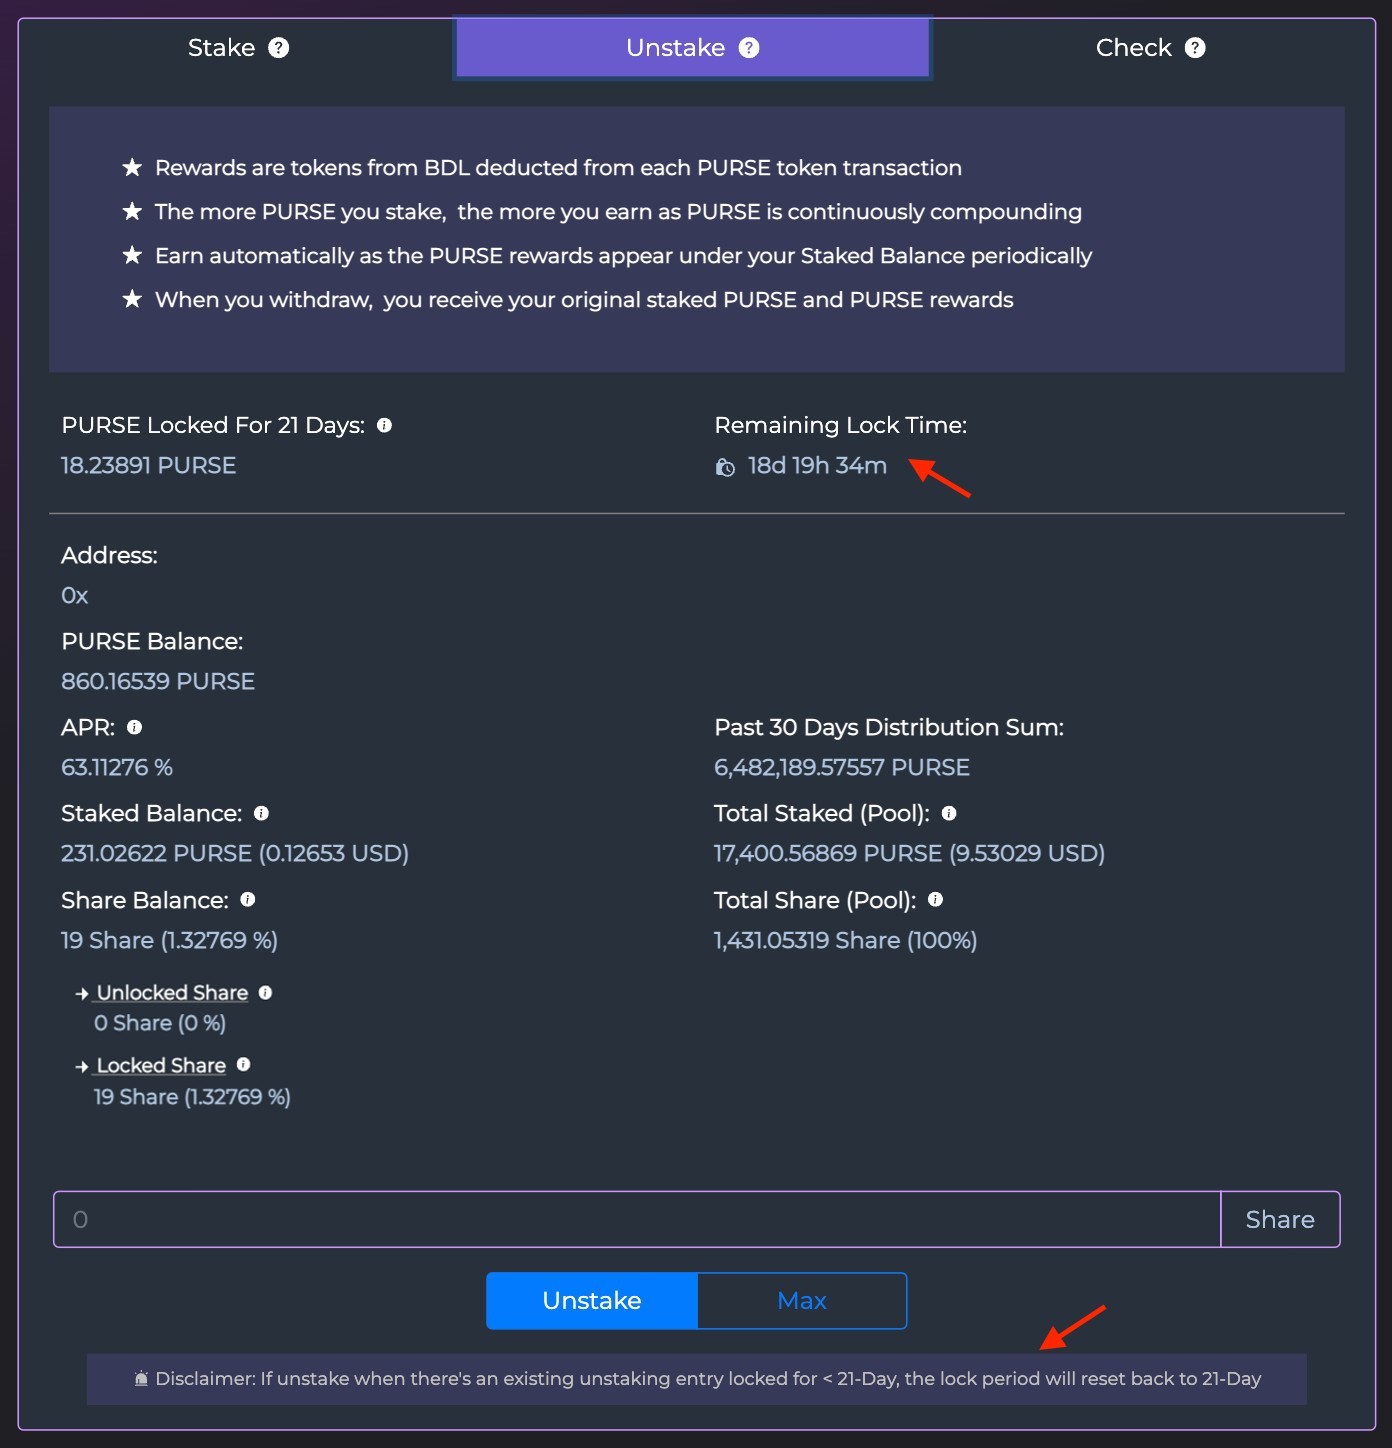 Stake ?
Unstake ?
Check ?
★ Rewards are tokens from BDL deducted from each PURSE token transaction
★ The more PURSE you stake, the more you earn as PURSE is continuously compounding
★ Earn automatically as the PURSE rewards appear under your Staked Balance periodically
★ When you withdraw, you receive your original staked PURSE and PURSE rewards
PURSE Locked For 21 Days:
18.23891 PURSE
Remaining Lock Time:
18d 19h 34m
Address:
0x
PURSE Balance:
860.16539 PURSE
APR:
63.11276 %
Past 30 Days Distribution Sum:
6,482,189.57557 PURSE
Staked Balance:
231.02622 PURSE (0.12653 USD)
Total Staked (Pool):
17,400.56869 PURSE (9.53029 USD)
Share Balance:
19 Share (1.32769 %)
Total Share (Pool):
1,431.05319 Share (100%)
→ Unlocked Share
0 Share (0 %)
→ Locked Share
19 Share (1.32769 %)
0
Share
Unstake
Max
Disclaimer: If unstake when there's an existing unstaking entry locked for < 21-Day, the lock period will reset back to 21-Day